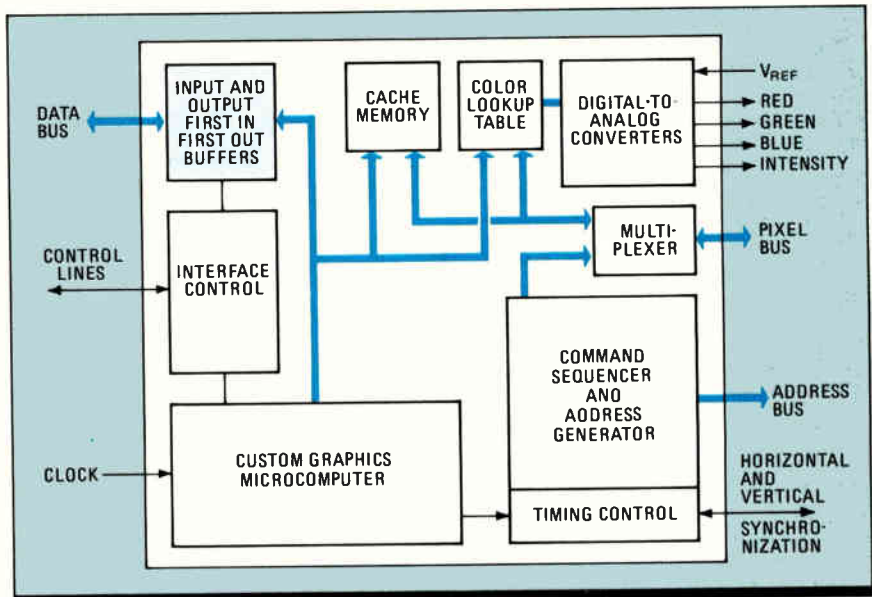 INPUT AND
OUTPUT
FIRST IN
FIRST OUT
BUFFERS
CACHE
MEMORY
COLOR
LOOKUP
TABLE
DIGITAL-TO-
ANALOG
CONVERTERS
VREF
RED
GREEN
BLUE
INTENSITY
DATA
BUS
CONTROL
LINES
INTERFACE
CONTROL
MULTI-
PLEXER
PIXEL
BUS
COMMAND
SEQUENCER
AND
ADDRESS
GENERATOR
ADDRESS
BUS
CLOCK
CUSTOM GRAPHICS
MICROCOMPUTER
TIMING CONTROL
HORIZONTAL
AND
VERTICAL
SYNCHRO-
NIZATION